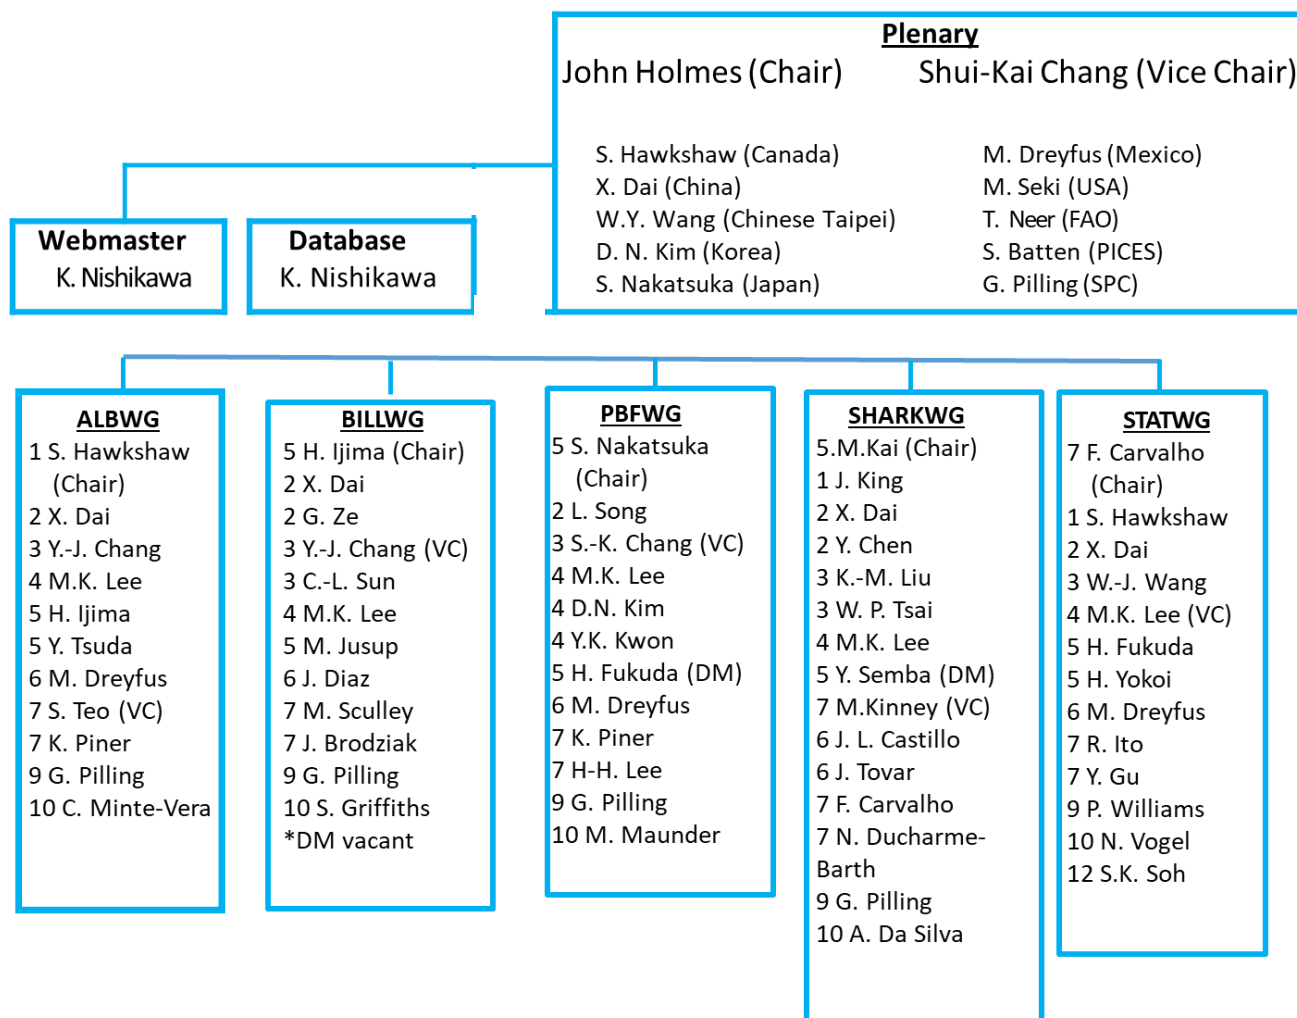 Plenary
John Holmes (Chair) Shui-Kai Chang (Vice Chair)
S. Hawkshaw (Canada)
X. Dai (China)
W.Y. Wang (Chinese Taipei)
D. N. Kim (Korea)
S. Nakatsuka (Japan)
M. Dreyfus (Mexico)
M. Seki (USA)
T. Neer (FAO)
S. Batten (PICES)
G. Pilling (SPC)
Webmaster
K. Nishikawa
Database
K. Nishikawa
ALBWG
1 S. Hawkshaw
(Chair)
2 X. Dai
3 Y.-J. Chang
4 M.K. Lee
5 H. Ijima
5 Y. Tsuda
6 M. Dreyfus
7 S. Teo (VC)
7 K. Piner
9 G. Pilling
10 C. Minte-Vera
BILLWG
5 H. Ijima (Chair)
2 X. Dai
2 G. Ze
3 Y.-J. Chang (VC)
3 C.-L. Sun
4 M.K. Lee
5 M. Jusup
6 J. Diaz
7 M. Sculley
7 J. Brodziak
9 G. Pilling
10 S. Griffiths
*DM vacant
PBFWG
5 S. Nakatsuka
(Chair)
2 L. Song
3 S.-K. Chang (VC)
4 M.K. Lee
4 D.N. Kim
4 Y.K. Kwon
5 H. Fukuda (DM)
6 M. Dreyfus
7 K. Piner
7 H-H. Lee
9 G. Pilling
10 M. Maunder
SHARKWG
5.M.Kai (Chair)
1 J. King
2 X. Dai
2 Y. Chen
3 K.-M. Liu
3 W. P. Tsai
4 M.K. Lee
5 Y. Semba (DM)
7 M.Kinney (VC)
6 J. L. Castillo
6 J. Tovar
7 F. Carvalho
7 N. Ducharme-
Barth
9 G. Pilling
10 A. Da Silva
STATWG
7 F. Carvalho
(Chair)
1 S. Hawkshaw
2 X. Dai
3 W.-J. Wang
4 M.K. Lee (VC)
5 H. Fukuda
5 H. Yokoi
6 M. Dreyfus
7 R. Ito
7 Y. Gu
9 P. Williams
10 N. Vogel
12 S.K. Soh